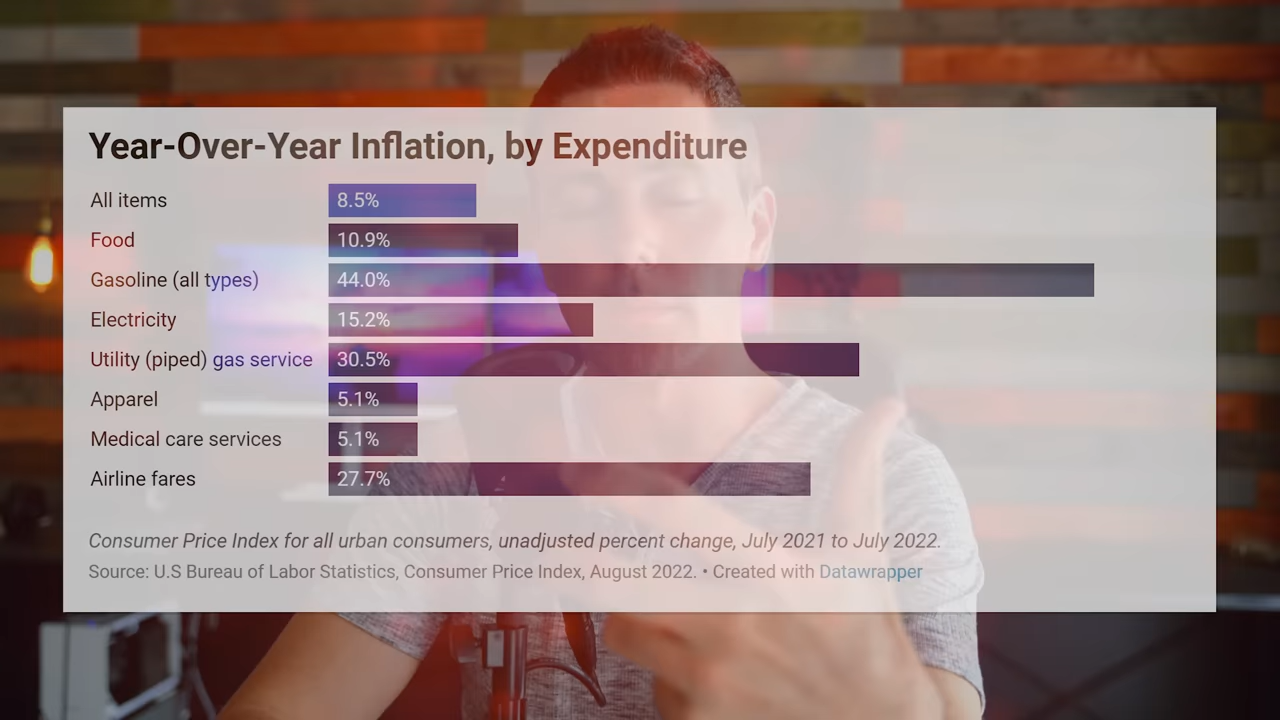 Year-Over-Year Inflation, by Expenditure
All items 8.5%
Food 10.9%
Gasoline (all types) 44.0%
Electricity 15.2%
Utility (piped) gas service 30.5%
Apparel 5.1%
Medical care services 5.1%
Airline fares 27.7%
Consumer Price Index for all urban consumers, unadjusted percent change, July 2021 to July 2022.
Source: U.S Bureau of Labor Statistics, Consumer Price Index, August 2022. • Created with Datawrapper